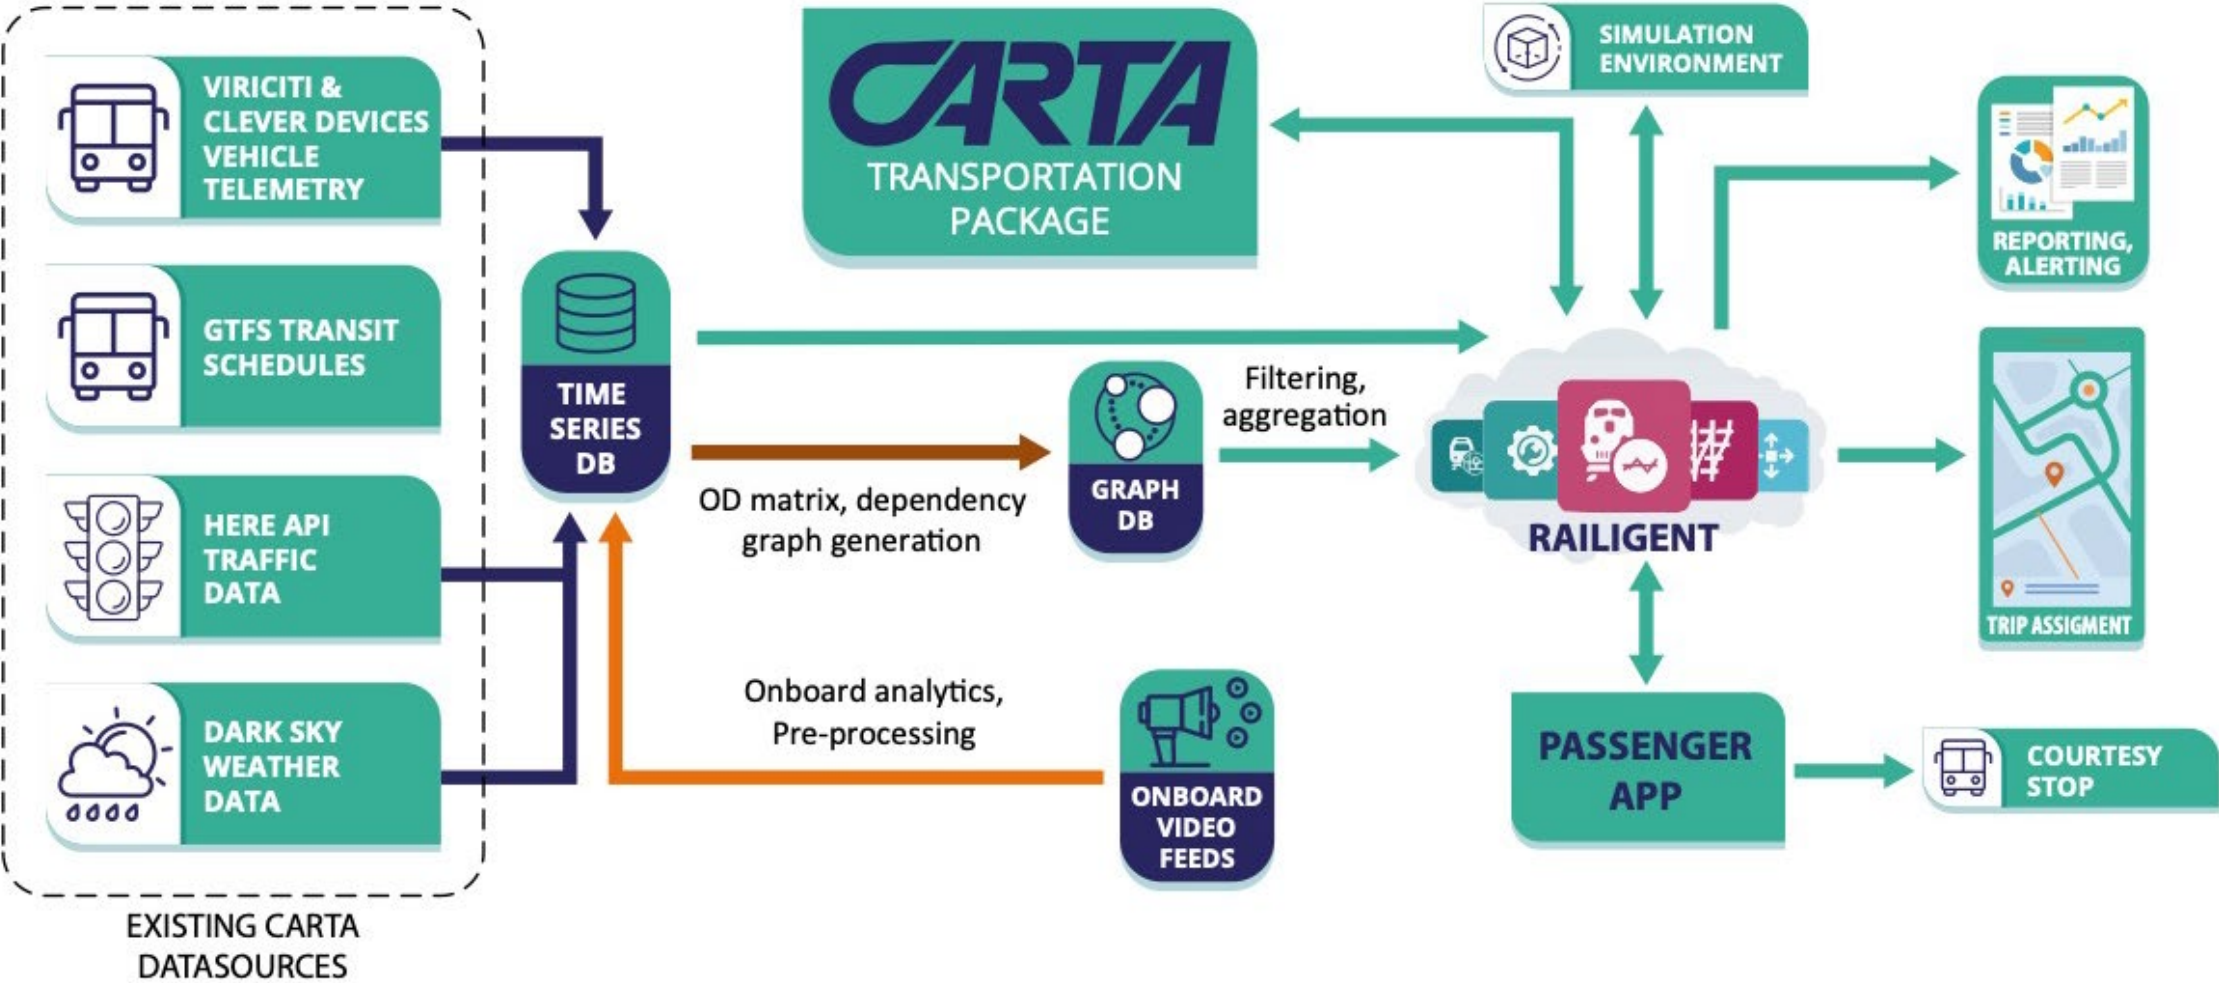 VIRICITI &
CLEVER DEVICES
VEHICLE
TELEMETRY
GTFS TRANSIT
SCHEDULES
HERE API
TRAFFIC
DATA
DARK SKY
WEATHER
DATA
EXISTING CARTA
DATASOURCES
TIME
SERIES
DB
CARTA
TRANSPORTATION
PACKAGE
OD matrix, dependency
graph generation
GRAPH
DB
Filtering,
aggregation
Onboard analytics,
Pre-processing
ONBOARD
VIDEO
FEEDS
SIMULATION
ENVIRONMENT
RAILIGENT
REPORTING,
ALERTING
TRIP ASSIGMENT
PASSENGER
APP
COURTESY
STOP